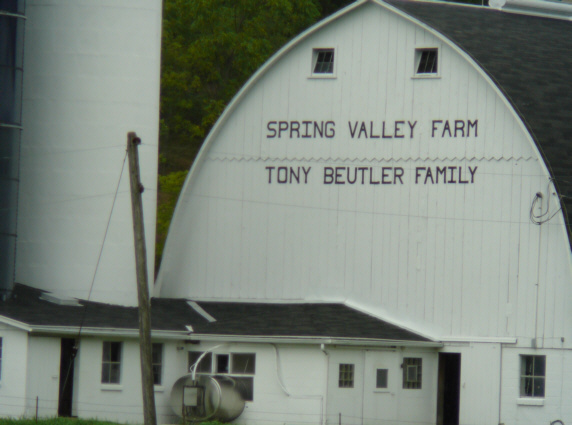 SPRING VALLEY FARM
TONY BEUTLER FAMILY